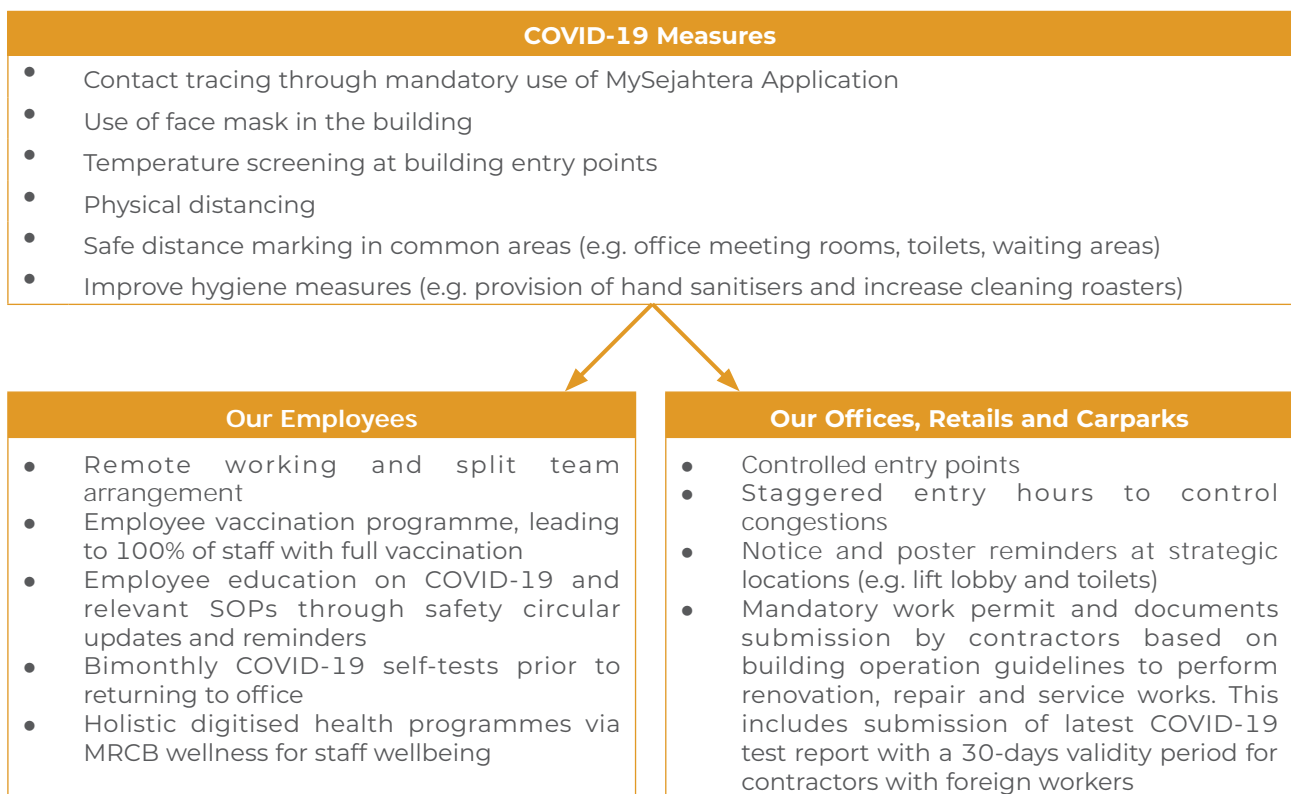 COVID-19 Measures
● Contact tracing through mandatory use of MySejahtera Application
● Use of face mask in the building
● Temperature screening at building entry points
● Physical distancing
● Safe distance marking in common areas (e.g. office meeting rooms, toilets, waiting areas)
● Improve hygiene measures (e.g. provision of hand sanitisers and increase cleaning roasters)
Our Employees
● Remote working and split team
arrangement
● Employee vaccination programme, leading
to 100% of staff with full vaccination
● Employee education on COVID-19 and
relevant SOPs through safety circular
updates and reminders
● Bimonthly COVID-19 self-tests prior to
returning to office
● Holistic digitised health programmes via
MRCB wellness for staff wellbeing
Our Offices, Retails and Carparks
● Controlled entry points
● Staggered entry hours to control
congestions
● Notice and poster reminders at strategic
locations (e.g. lift lobby and toilets)
● Mandatory work permit and documents
submission by contractors based on
building operation guidelines to perform
renovation, repair and service works. This
includes submission of latest COVID-19
test report with a 30-days validity period for
contractors with foreign workers